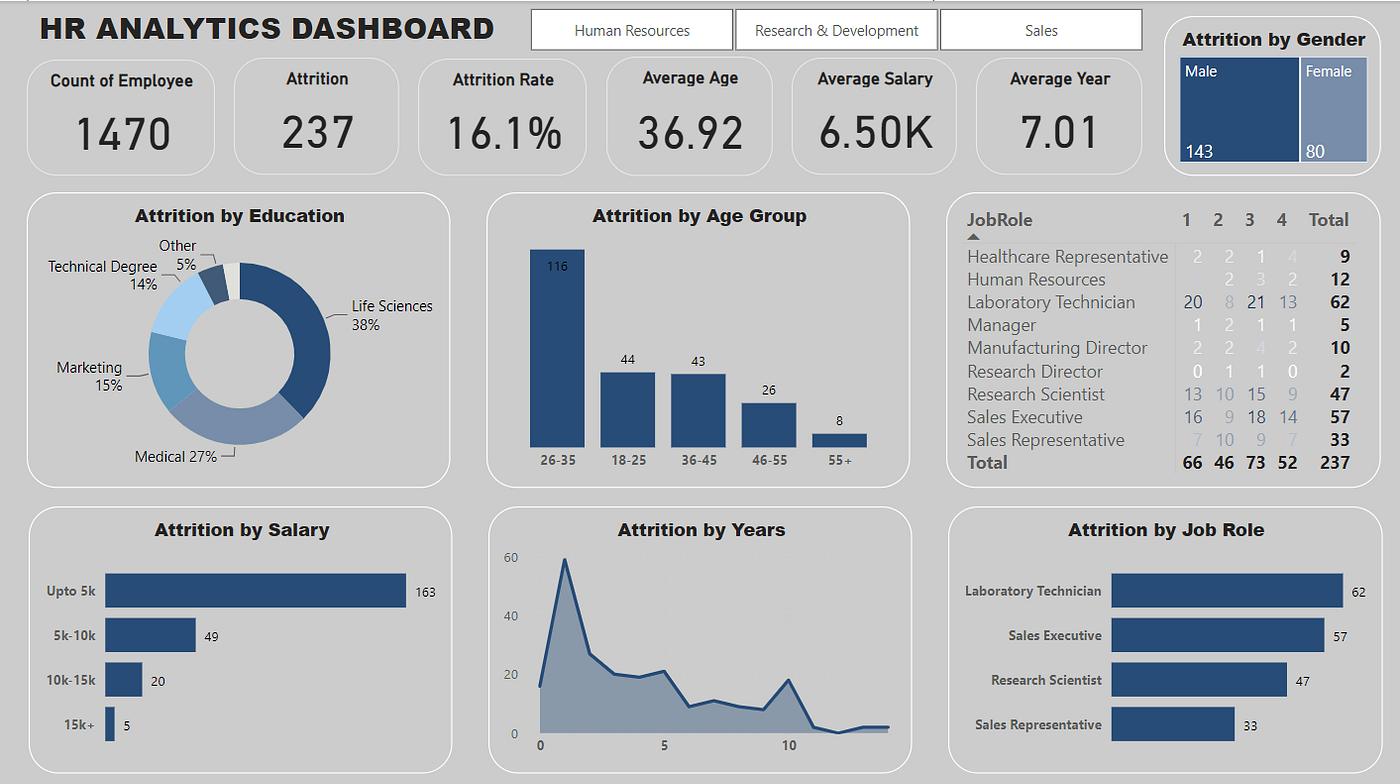 HR ANALYTICS DASHBOARD
Human Resources
Research & Development
Sales
Count of Employee
1470
Attrition
237
Attrition Rate
16.1%
Average Age
36.92
Average Salary
6.50K
Average Year
7.01
Attrition by Gender
Male
Female
143
80
Attrition by Education
Other
5%
Technical Degree
14%
Life Sciences
38%
Marketing
15%
Medical 27%
Attrition by Age Group
116
44
43
26
8
26-35
18-25
36-45
46-55
55+
JobRole 1 2 3 4 Total
Healthcare Representative 2 2 1 4 9
Human Resources 2 3 2 12
Laboratory Technician 20 8 21 13 62
Manager 1 2 1 1 5
Manufacturing Director 2 2 4 2 10
Research Director 0 1 1 0 2
Research Scientist 13 10 15 9 47
Sales Executive 16 9 18 14 57
Sales Representative 7 10 9 7 33
Total 66 46 73 52 237
Attrition by Salary
Upto 5k 163
5k-10k 49
10k-15k 20
15k+ 5
Attrition by Years
60
40
20
0
0 5 10
Attrition by Job Role
Laboratory Technician 62
Sales Executive 57
Research Scientist 47
Sales Representative 33